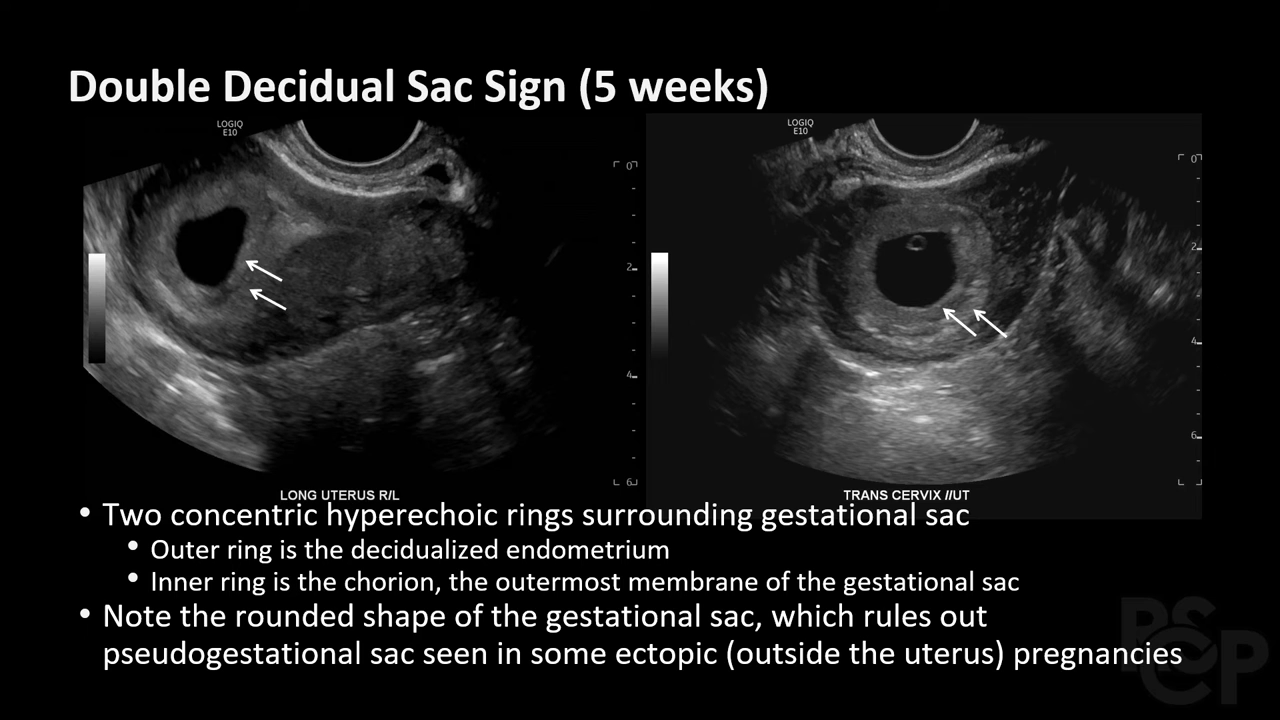 Double Decidual Sac Sign (5 weeks)
LOGIQ
E10
0
2
4
6
LONG UTERUS R/L
LOGIQ
E10
0
2
4
6
TRANS CERVIX //UT
• Two concentric hyperechoic rings surrounding gestational sac
• Outer ring is the decidualized endometrium
• Inner ring is the chorion, the outermost membrane of the gestational sac
• Note the rounded shape of the gestational sac, which rules out
pseudogestational sac seen in some ectopic (outside the uterus) pregnancies
RSCP